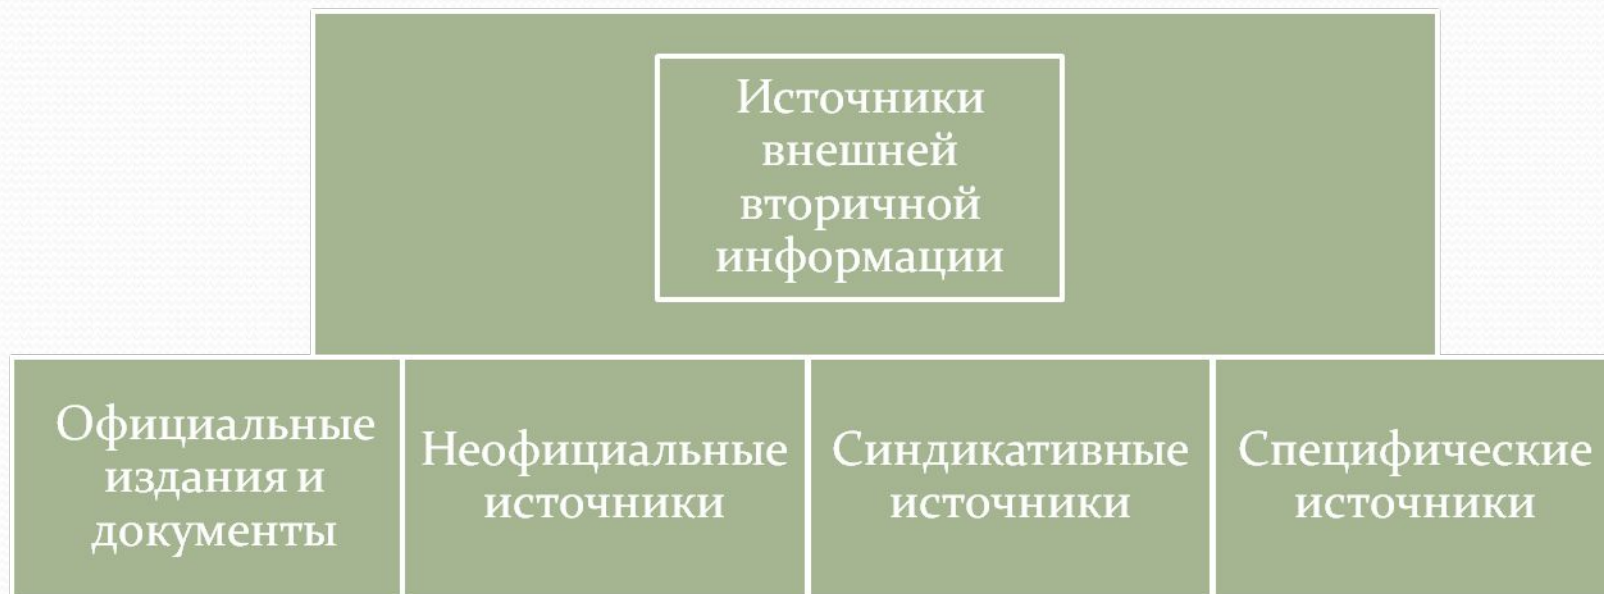 Источники
внешней
вторичной
информации
Официальные
издания и
документы
Неофициальные
источники
Синдикативные
источники
Специфические
источники